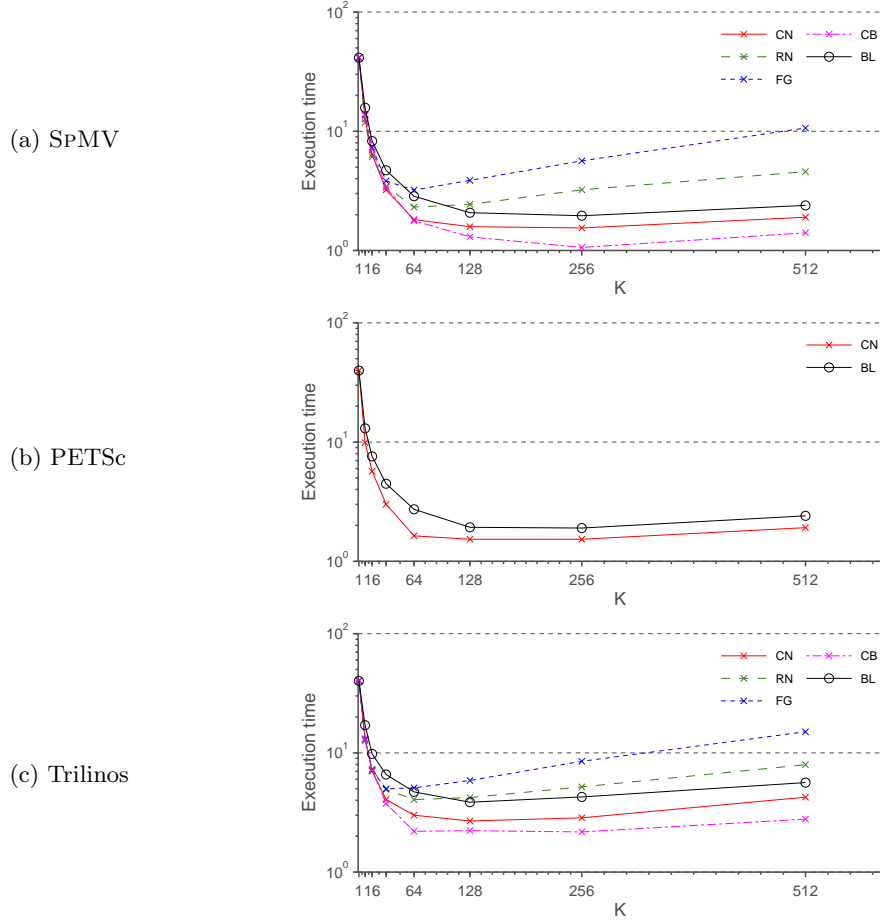 (a) SPMV
Execution time
10^2
10^1
10^0
CN CB
RN BL
FG
1 16 64 128 256 512
K
(b) PETSc
Execution time
10^2
10^1
10^0
CN
BL
1 16 64 128 256 512
K
(c) Trilinos
Execution time
10^2
10^1
10^0
CN CB
RN BL
FG
1 16 64 128 256 512
K